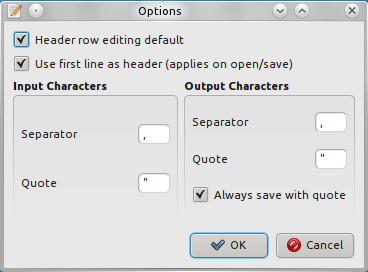 Options
Header row editing default
Use first line as header (applies on open/save)
Input Characters
Separator ,
Quote "
Output Characters
Separator ,
Quote "
Always save with quote
OK
Cancel